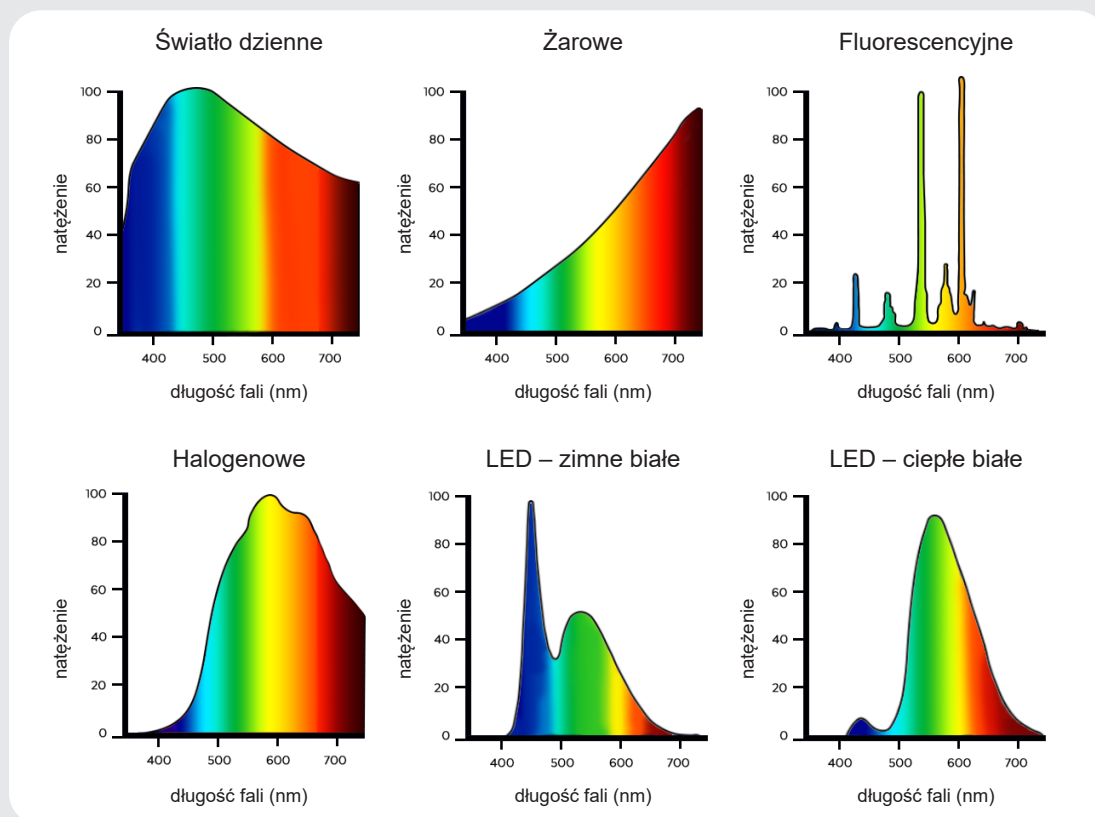 Światło dzienne
100
80
60
40
20
0
natężenie
400 500 600 700
długość fali (nm)
Żarowe
100
80
60
40
20
0
natężenie
400 500 600 700
długość fali (nm)
Fluorescencyjne
100
80
60
40
20
0
natężenie
400 500 600 700
długość fali (nm)
Halogenowe
100
80
60
40
20
0
natężenie
400 500 600 700
długość fali (nm)
LED – zimne białe
100
80
60
40
20
0
natężenie
400 500 600 700
długość fali (nm)
LED – ciepłe białe
100
80
60
40
20
0
natężenie
400 500 600 700
długość fali (nm)